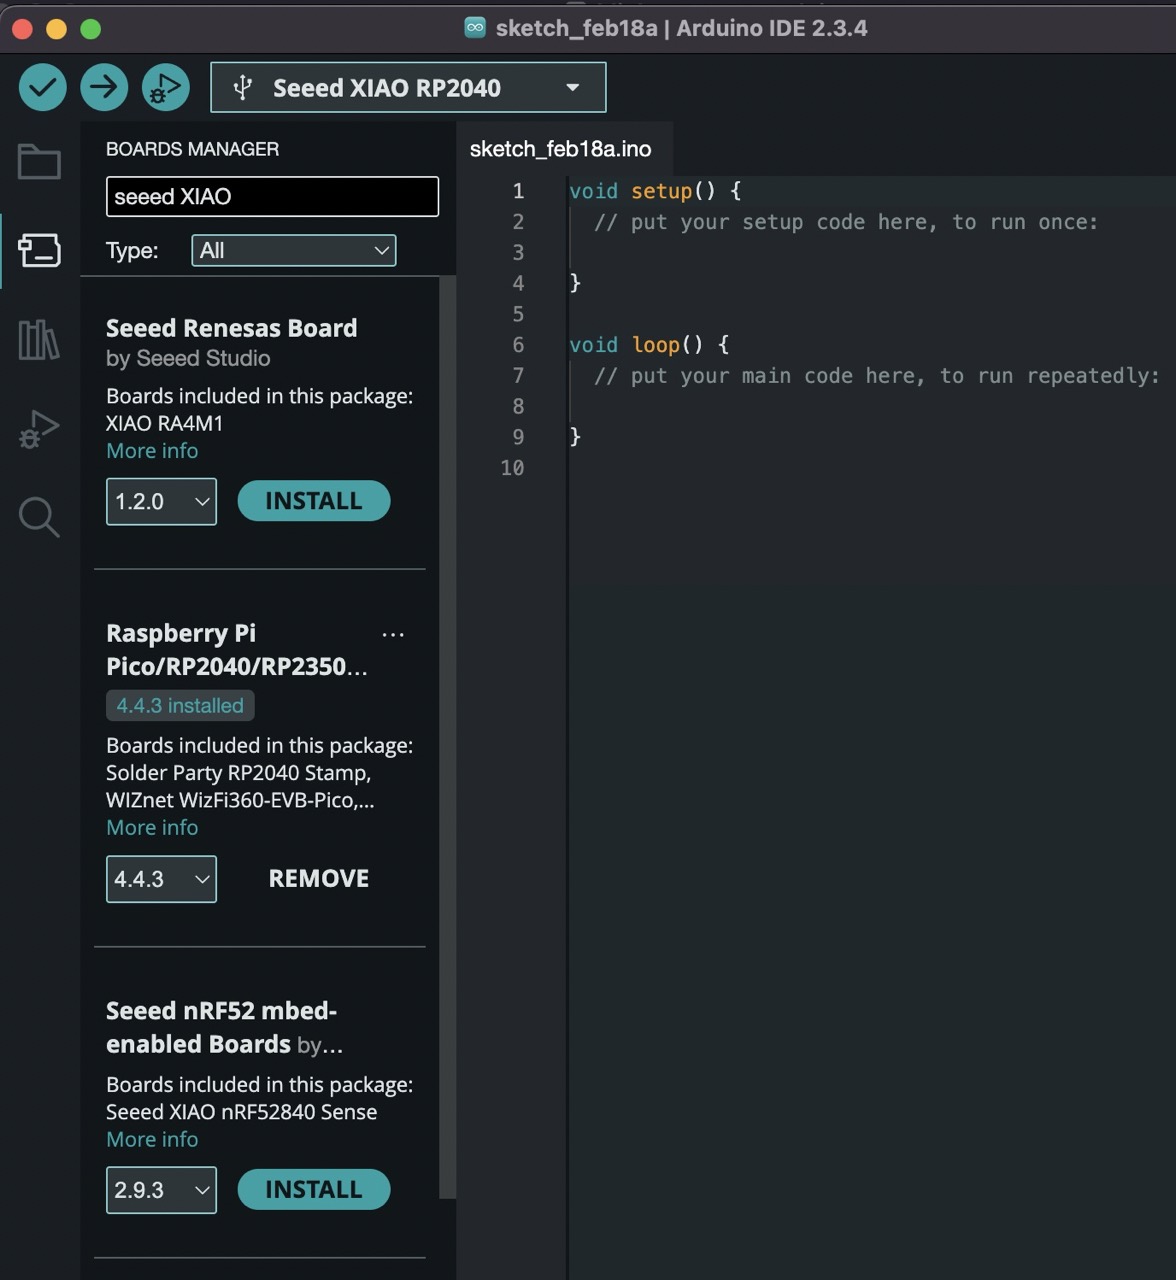 sketch_feb18a | Arduino IDE 2.3.4
Seeed XIAO RP2040
BOARDS MANAGER
seeed XIAO
Type: All
Seeed Renesas Board
by Seeed Studio
Boards included in this package:
XIAO RA4M1
More info
1.2.0 INSTALL
Raspberry Pi ...
Pico/RP2040/RP2350...
4.4.3 installed
Boards included in this package:
Solder Party RP2040 Stamp,
WIZnet WizFi360-EVB-Pico,...
More info
4.4.3 REMOVE
Seeed nRF52 mbed-
enabled Boards by...
Boards included in this package:
Seeed XIAO nRF52840 Sense
More info
2.9.3 INSTALL
sketch_feb18a.ino
1 void setup() {
2 // put your setup code here, to run once:
3
4 }
5
6 void loop() {
7 // put your main code here, to run repeatedly:
8
9 }
10